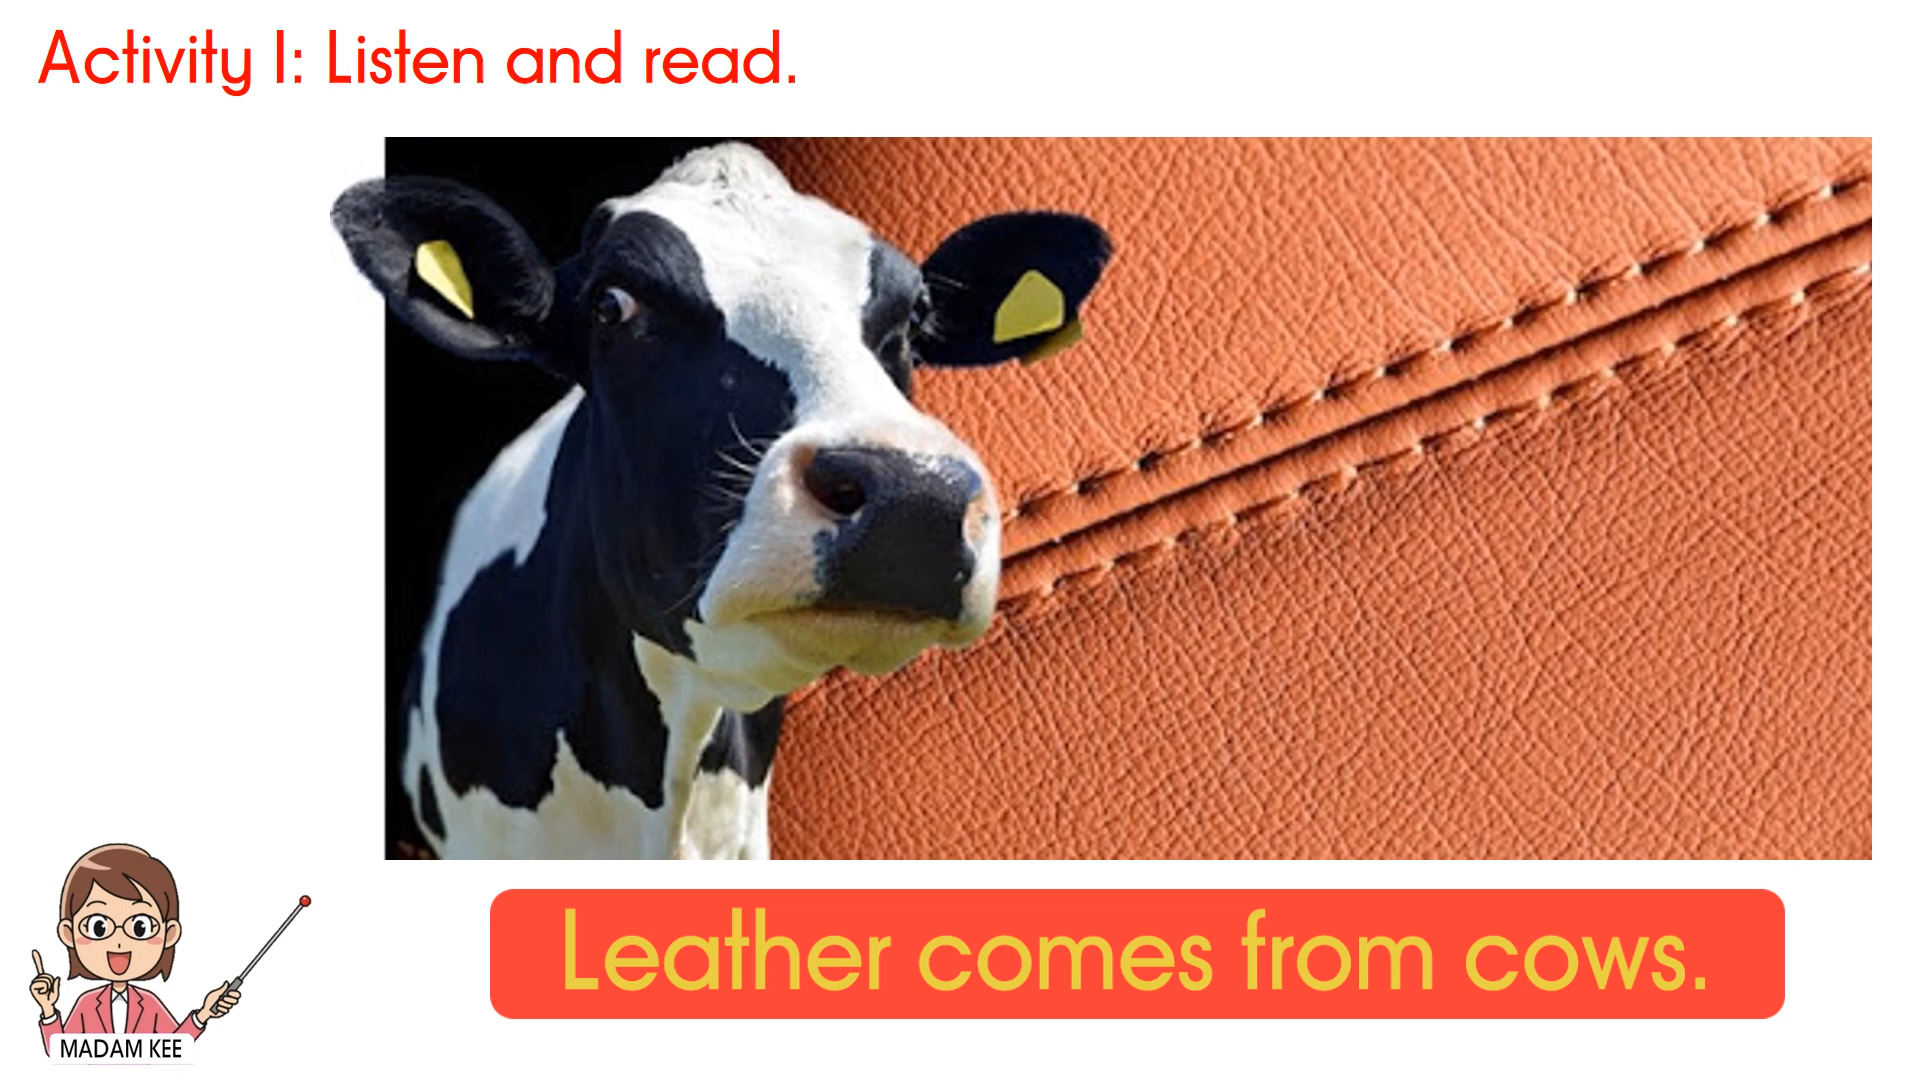 Activity 1: Listen and read.
Leather comes from cows.
MADAM KEE